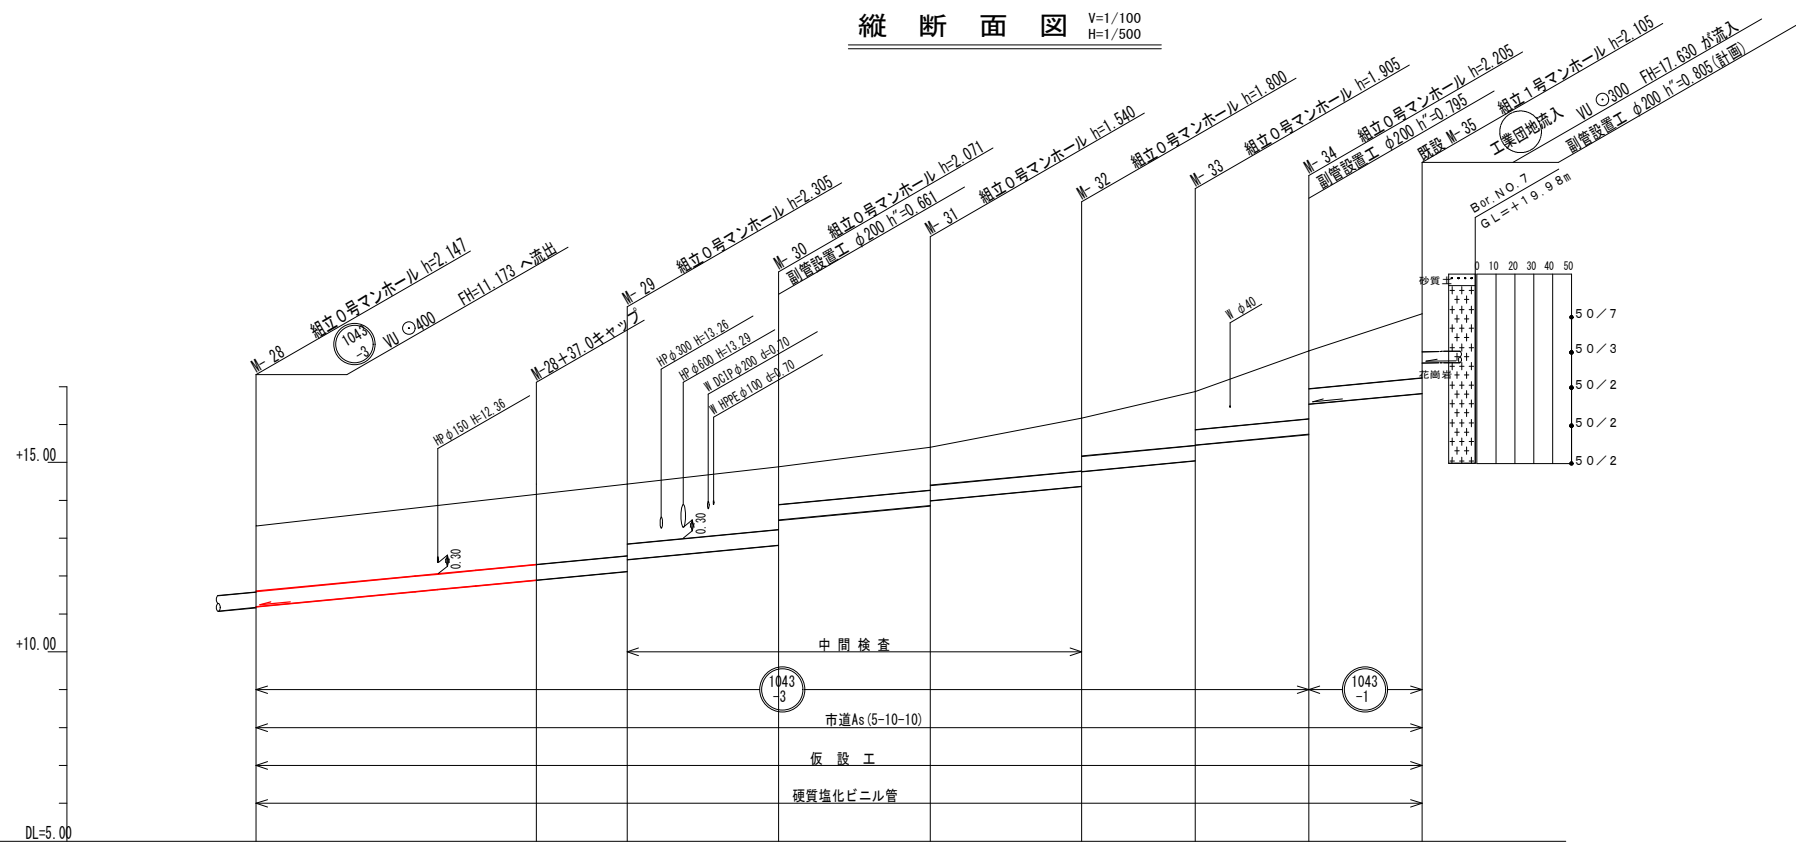 縦断面図
V=1/100
H=1/500
M- 28 組立0号マンホール h=2.147
1043
-3
VU ⊙400 FH=11.173 へ流出
M-28+37.0キャップ
M- 29 組立0号マンホール h=2.305
M- 30 組立0号マンホール h=2.071
副管設置工 φ200 h"=0.661
M- 31 組立0号マンホール h=1.540
M- 32 組立0号マンホール h=1.800
M- 33 組立0号マンホール h=1.905
M- 34 組立0号マンホール h=2.205
副管設置工 φ200 h"=0.795
既設 M-35 組立1号マンホール h=2.105
工業団地流入 VU ⊙300 FH=17.630 が流入
副管設置工 φ200 h"=0.805(計画)
Bor.NO.7
GL=+19.98m
0 10 20 30 40 50
砂質土
花崗岩
50/7
50/3
50/2
50/2
50/2
HPφ150 H=12.36
0.30
HPφ300 H=13.26
HPφ600 H=13.29
W DCIPφ200 d=0.70
W HPPEφ100 d=0.70
0.30
W φ40
+15.00
+10.00
DL=5.00
中間検査
1043
-3
1043
-1
市道As(5-10-10)
仮設工
硬質塩化ビニル管